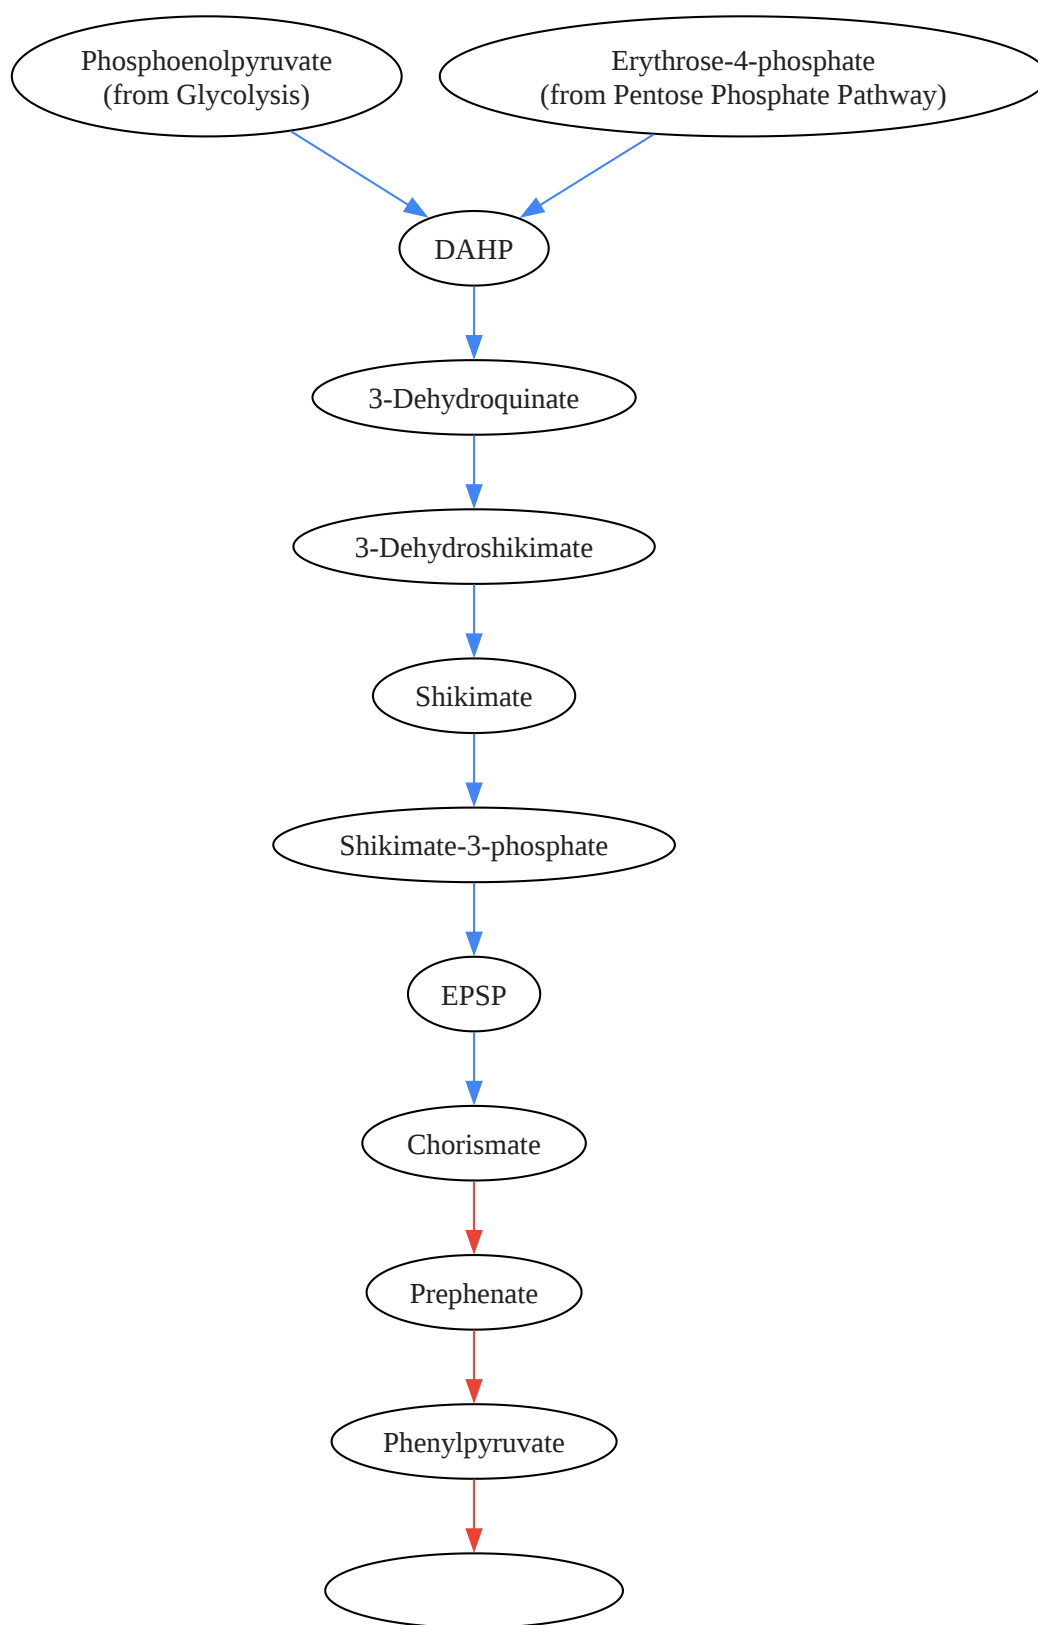 Phosphoenolpyruvate
(from Glycolysis)
Erythrose-4-phosphate
(from Pentose Phosphate Pathway)
DAHP
3-Dehydroquinate
3-Dehydroshikimate
Shikimate
Shikimate-3-phosphate
EPSP
Chorismate
Prephenate
Phenylpyruvate